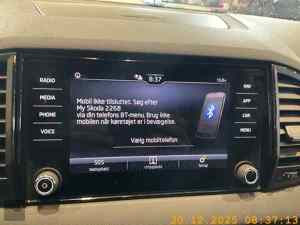 RADIO
MEDIA
PHONE
VOICE
8:37
Mobil ikke tilsluttet. Søg efter
My Skoda 2268
via din telefons BT-menu. Brug ikke
mobilen når køretøjet er i bevægelse.
Vælg mobiltelefon
SOS
NAV
APP
CAR
MENU
20.12.2025 08:37:13